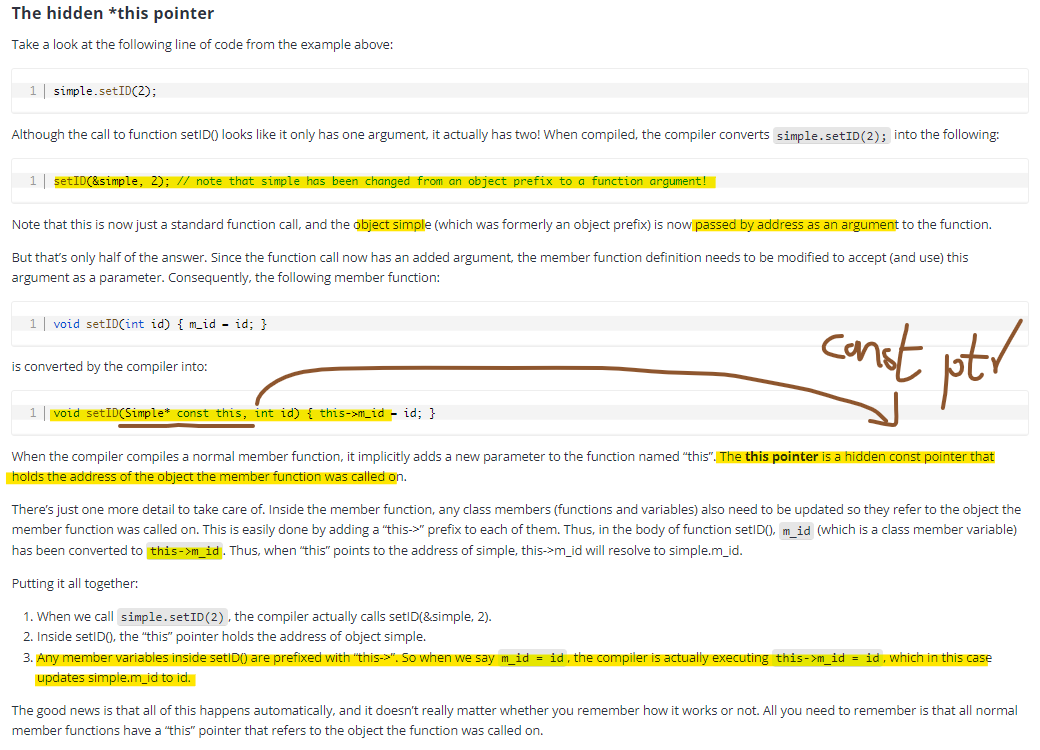 The hidden *this pointer
Take a look at the following line of code from the example above:
1 simple.setID(2);
Although the call to function setID() looks like it only has one argument, it actually has two! When compiled, the compiler converts simple.setID(2); into the following:
1 setID(&simple, 2); // note that simple has been changed from an object prefix to a function argument!
Note that this is now just a standard function call, and the object simple (which was formerly an object prefix) is now passed by address as an argument to the function.
But that's only half of the answer. Since the function call now has an added argument, the member function definition needs to be modified to accept (and use) this
argument as a parameter. Consequently, the following member function:
1 void setID(int id) { m_id = id; }
const ptr
is converted by the compiler into:
1 void setID(Simple* const this, int id) { this->m_id = id; }
When the compiler compiles a normal member function, it implicitly adds a new parameter to the function named "this". The this pointer is a hidden const pointer that
holds the address of the object the member function was called on.
There's just one more detail to take care of. Inside the member function, any class members (functions and variables) also need to be updated so they refer to the object the
member function was called on. This is easily done by adding a "this->" prefix to each of them. Thus, in the body of function setID(), m_id (which is a class member variable)
has been converted to this->m_id. Thus, when "this" points to the address of simple, this->m_id will resolve to simple.m_id.
Putting it all together:
1. When we call simple.setID(2), the compiler actually calls setID(&simple, 2).
2. Inside setID(), the "this" pointer holds the address of object simple.
3. Any member variables inside setID() are prefixed with "this->". So when we say m_id = id, the compiler is actually executing this->m_id = id, which in this case
updates simple.m_id to id.
The good news is that all of this happens automatically, and it doesn't really matter whether you remember how it works or not. All you need to remember is that all normal
member functions have a "this" pointer that refers to the object the function was called on.